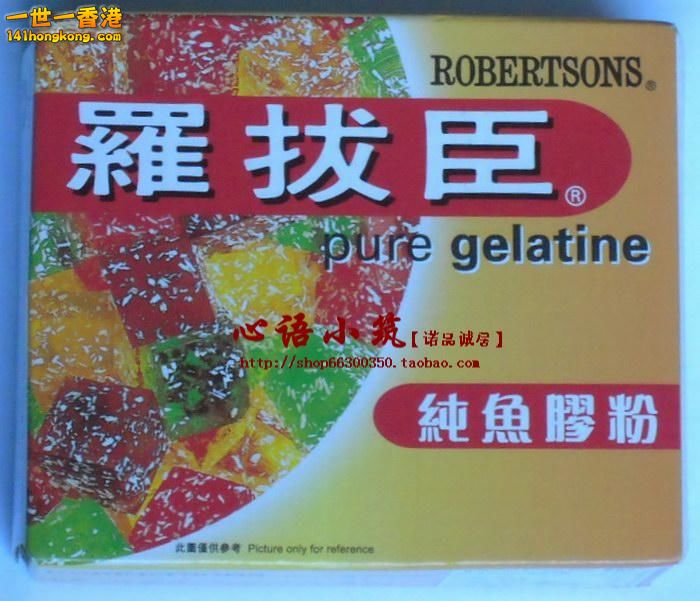 一世一香港
141hongkong.com
ROBERTSONS®
羅拔臣®
pure gelatine
心语小筑【诺品诚居】
http://shop66300350.taobao.com
純魚膠粉
此圖僅供參考 Picture only for reference